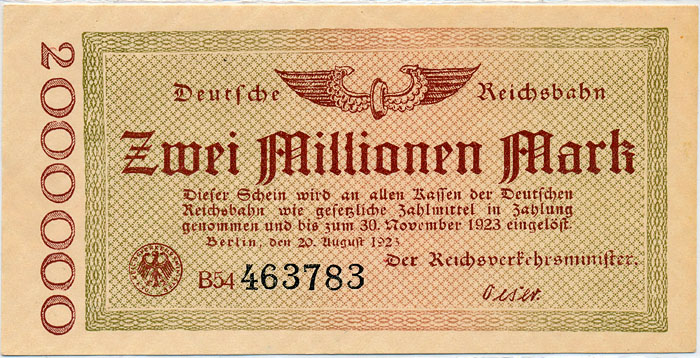 2000000
Deutsche Reichsbahn
Zwei Millionen Mark
Dieser Schein wird an allen Kassen der Deutschen
Reichsbahn wie gesetzliche Zahlmittel in Zahlung
genommen und bis zum 30. November 1923 eingelöst.
Berlin, den 20. August 1923
Der Reichsverkehrsminister.
B54 463783
Oeser.